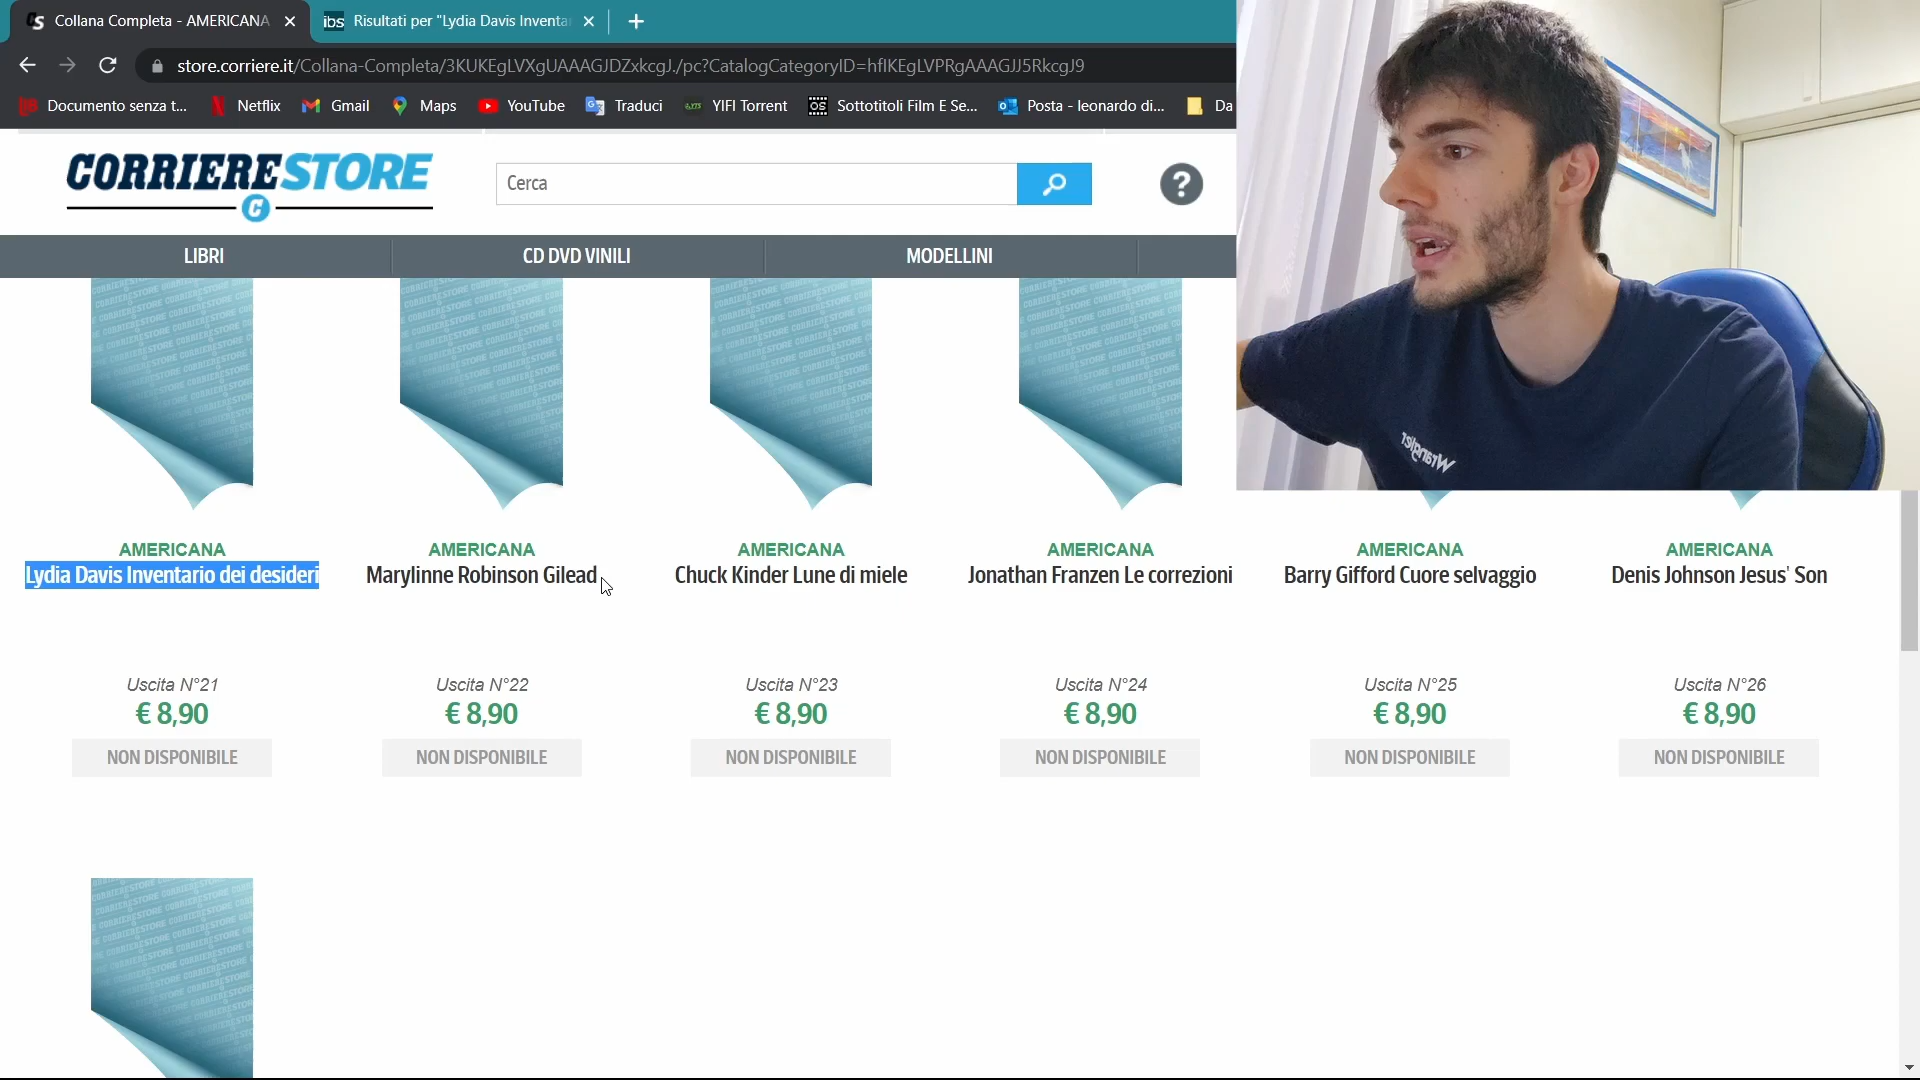 Collana Completa - AMERICANA
ibs Risultati per "Lydia Davis Inventar
store.corriere.it/Collana-Completa/3KUKEgLVXgUAAAGJDZxkcgJ./pc?CatalogCategoryID=hflKEgLVPRgAAAGJJ5RkcgJ9
Documento senza t... Netflix Gmail Maps YouTube Traduci YIFI Torrent OS Sottotitoli Film E Se... Posta - leonardo di... Da
CORRIERESTORE
C
Cerca
?
LIBRI CD DVD VINILI MODELLINI
Wrangler
AMERICANA AMERICANA AMERICANA AMERICANA AMERICANA AMERICANA
Lydia Davis Inventario dei desideri Marylinne Robinson Gilead Chuck Kinder Lune di miele Jonathan Franzen Le correzioni Barry Gifford Cuore selvaggio Denis Johnson Jesus' Son
Uscita N°21 Uscita N°22 Uscita N°23 Uscita N°24 Uscita N°25 Uscita N°26
€ 8,90 € 8,90 € 8,90 € 8,90 € 8,90 € 8,90
NON DISPONIBILE NON DISPONIBILE NON DISPONIBILE NON DISPONIBILE NON DISPONIBILE NON DISPONIBILE